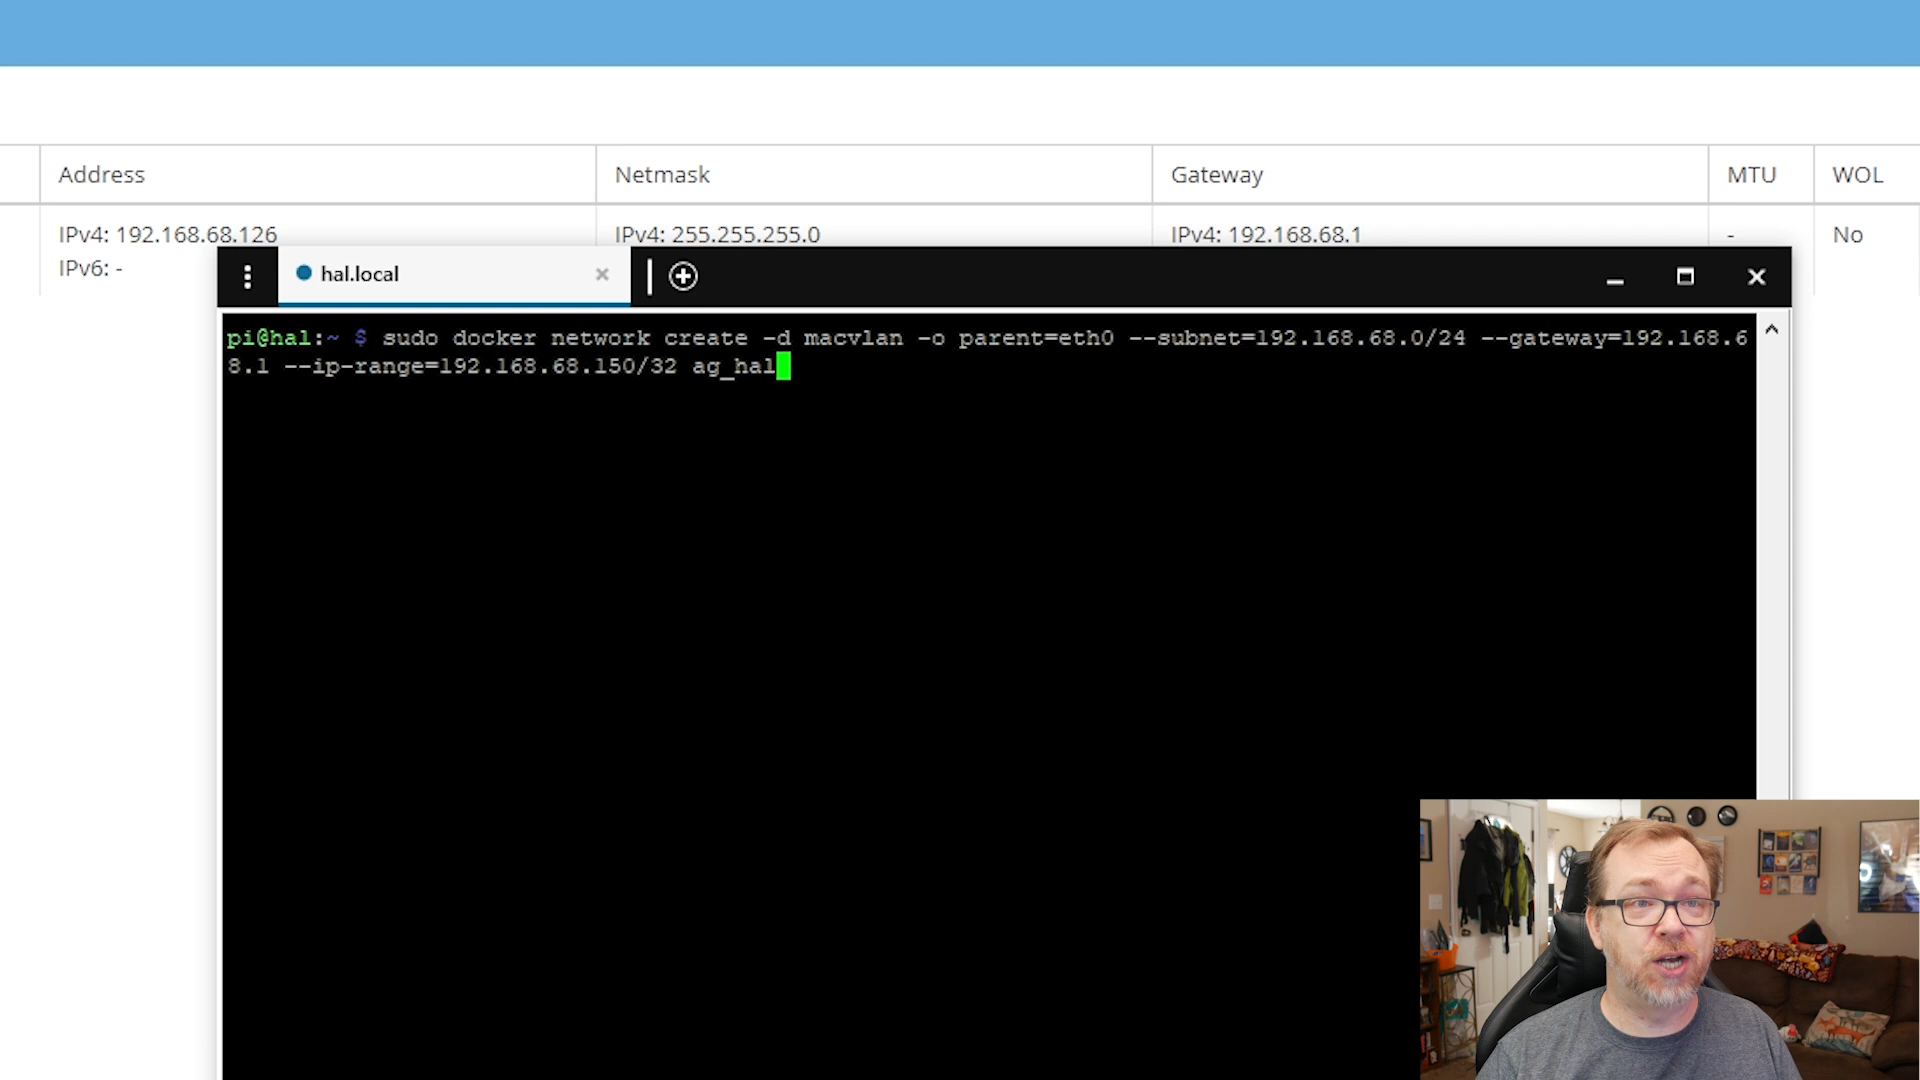 Address Netmask Gateway MTU WOL
IPv4: 192.168.68.126 IPv4: 255.255.255.0 IPv4: 192.168.68.1 - No
IPv6: -
hal.local
pi@hal:~ $ sudo docker network create -d macvlan -o parent=eth0 --subnet=192.168.68.0/24 --gateway=192.168.6
8.1 --ip-range=192.168.68.150/32 ag_hal